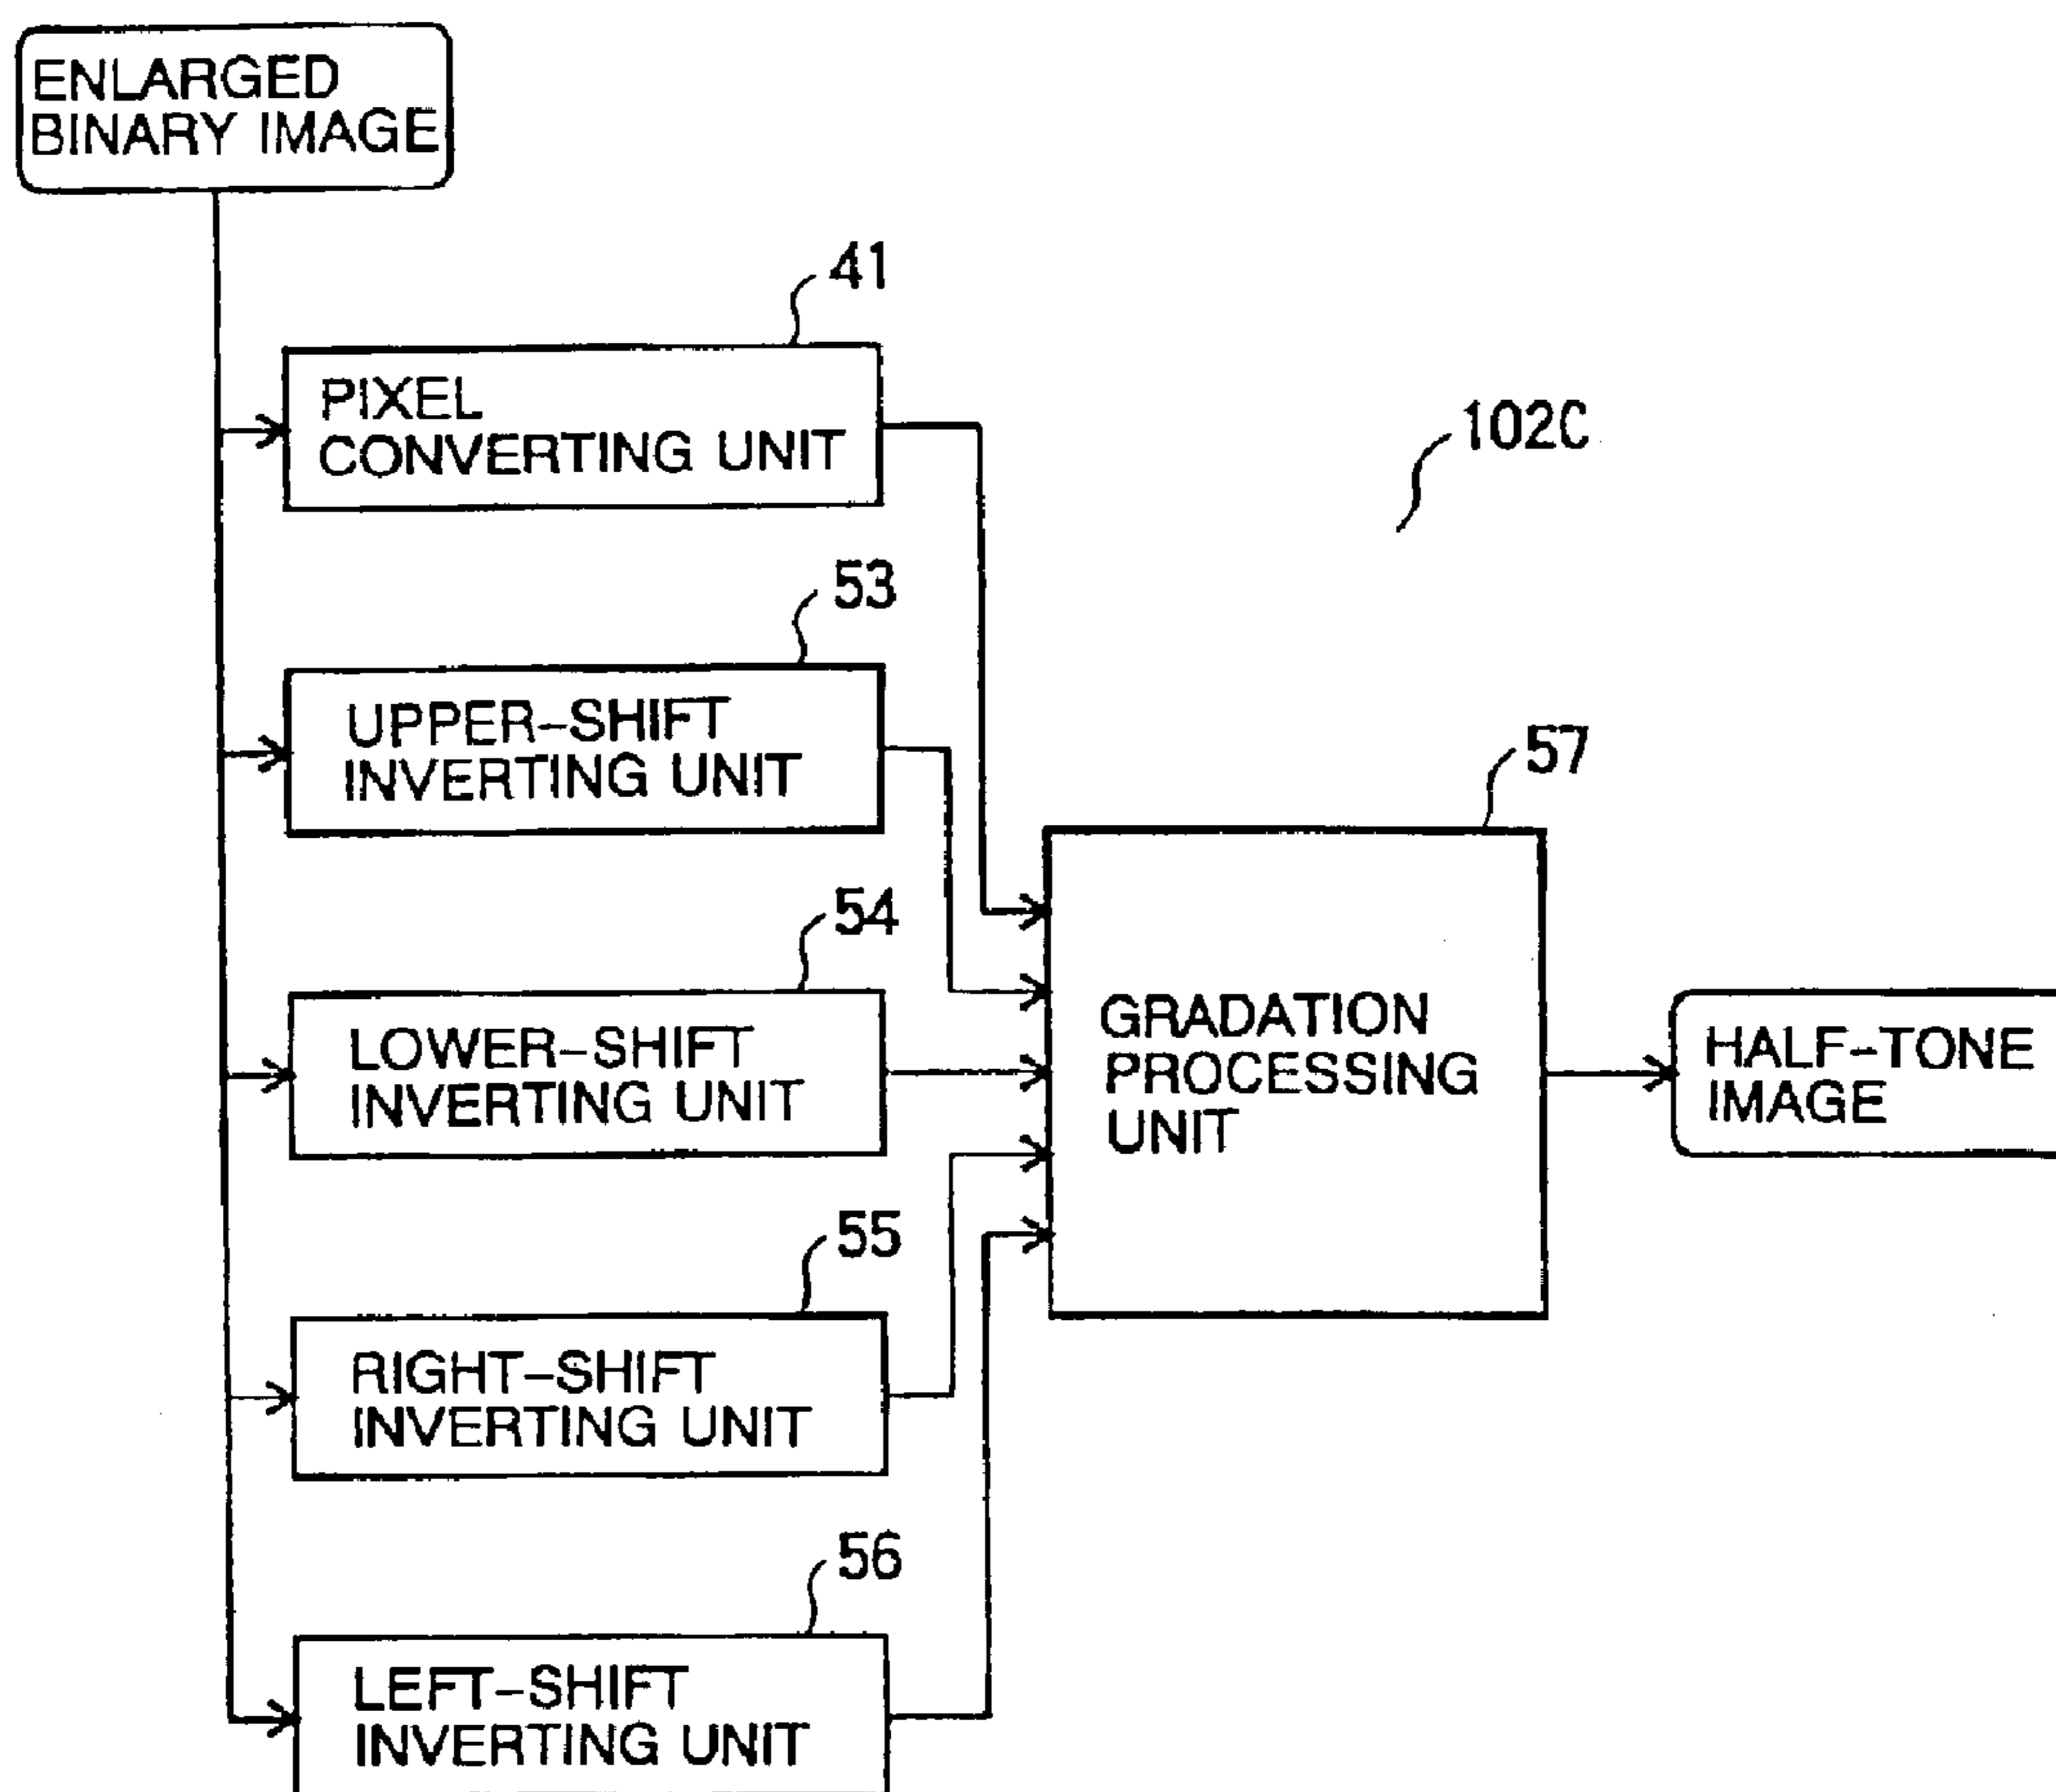 ENLARGED
BINARY IMAGE
41
PIXEL
CONVERTING UNIT
102C
53
UPPER-SHIFT
INVERTING UNIT
57
54
LOWER-SHIFT
INVERTING UNIT
GRADATION
PROCESSING
UNIT
HALF-TONE
IMAGE
55
RIGHT-SHIFT
INVERTING UNIT
56
LEFT-SHIFT
INVERTING UNIT